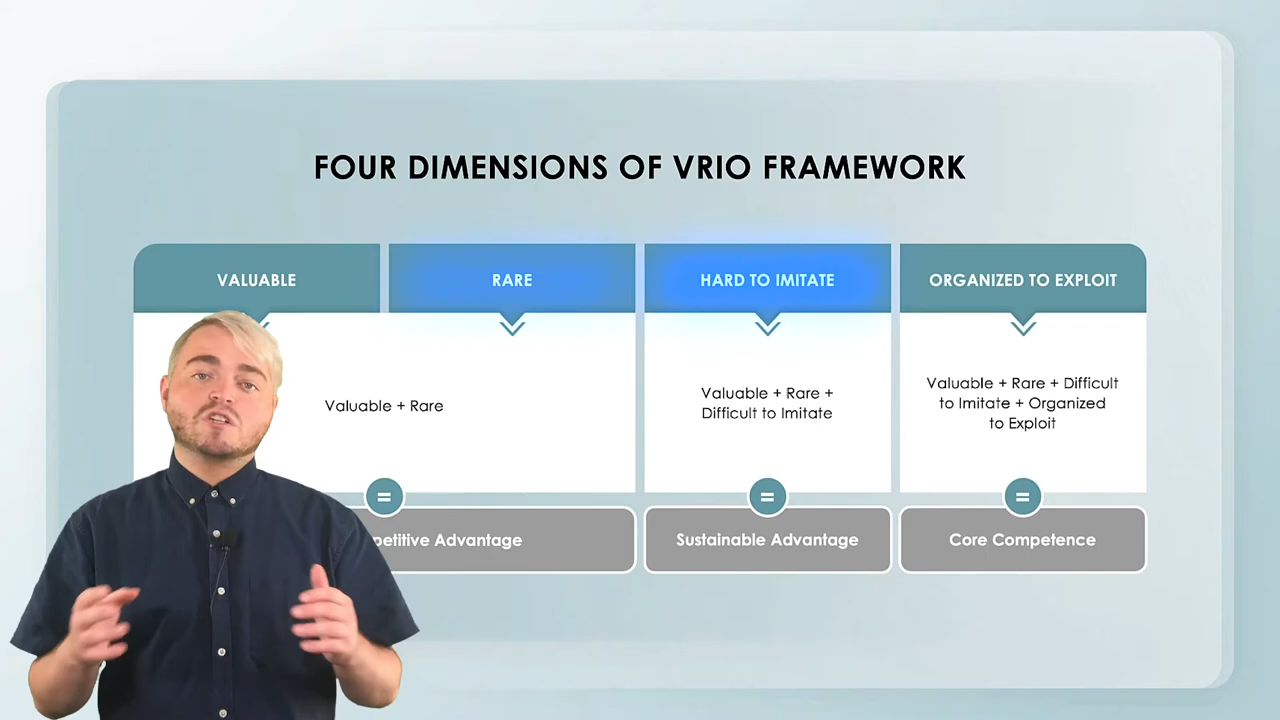 FOUR DIMENSIONS OF VRIO FRAMEWORK
VALUABLE
RARE
HARD TO IMITATE
ORGANIZED TO EXPLOIT
Valuable + Rare
Valuable + Rare +
Difficult to Imitate
Valuable + Rare + Difficult
to Imitate + Organized
to Exploit
=
=
=
Advantage
Sustainable Advantage
Core Competence